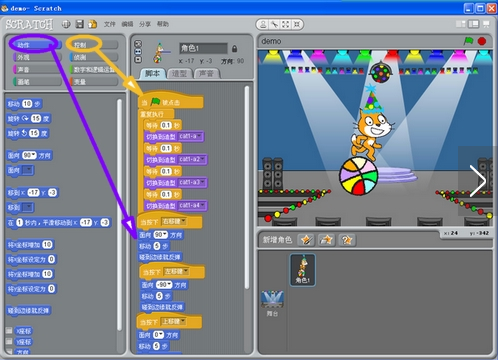 demo- Scratch
SCRATCH
文件 编辑 分享 帮助
动作 控制
外观 侦测
声音 数字和逻辑运算
画笔 变量
移动 10 步
旋转 15 度
旋转 15 度
面向 90 方向
面向
移到 x: -17 y: -3
移到
在 1 秒内，平滑移动到 x: -17 y: -3
将x坐标增加 10
将x坐标设定为 0
将y坐标增加 10
将y坐标设定为 0
碰到边缘就反弹
x座标
y座标
方向
角色1
x: -17 y: -3 方向: 90
脚本 造型 声音
当 被点击
重复执行
等待 0.1 秒
切换到造型 cat1-a
等待 0.1 秒
切换到造型 cat1-a2
等待 0.1 秒
切换到造型 cat1-a3
等待 0.1 秒
切换到造型 cat1-a4
当按下 右移键
面向 90 方向
移动 5 步
碰到边缘就反弹
当按下 左移键
面向 -90 方向
移动 5 步
碰到边缘就反弹
当按下 上移键
面向 0 方向
移动 5 步
demo
x: 24 y: -342
新增角色
角色1
舞台